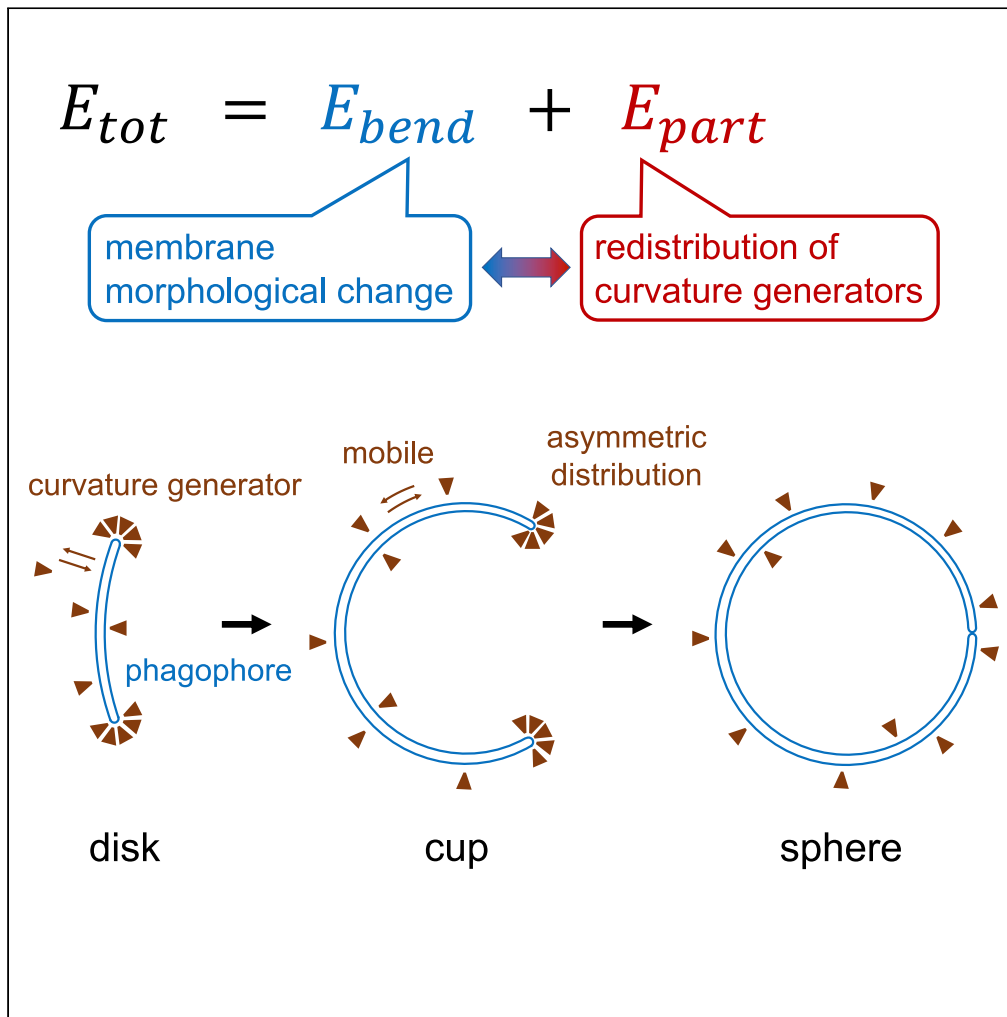 E_tot = E_bend + E_part
membrane
morphological change
redistribution of
curvature generators
mobile
asymmetric
distribution
curvature generator
phagophore
disk
cup
sphere